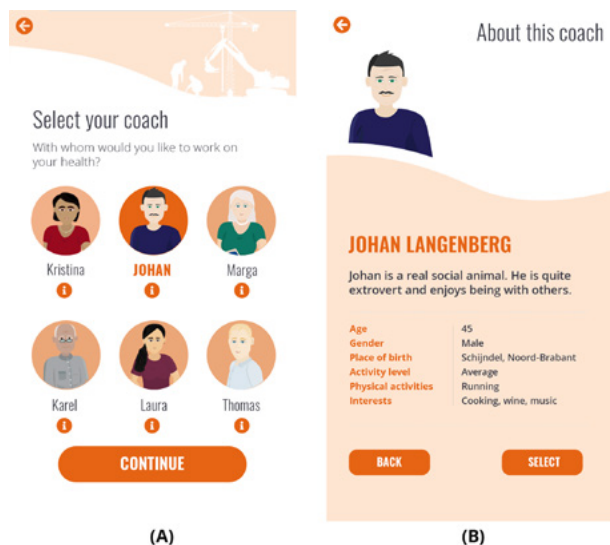 Select your coach
With whom would you like to work on
your health?
Kristina JOHAN Marga
i i i
Karel Laura Thomas
i i i
CONTINUE
(A)
About this coach
JOHAN LANGENBERG
Johan is a real social animal. He is quite
extrovert and enjoys being with others.
Age 45
Gender Male
Place of birth Schijndel, Noord-Brabant
Activity level Average
Physical activities Running
Interests Cooking, wine, music
BACK SELECT
(B)